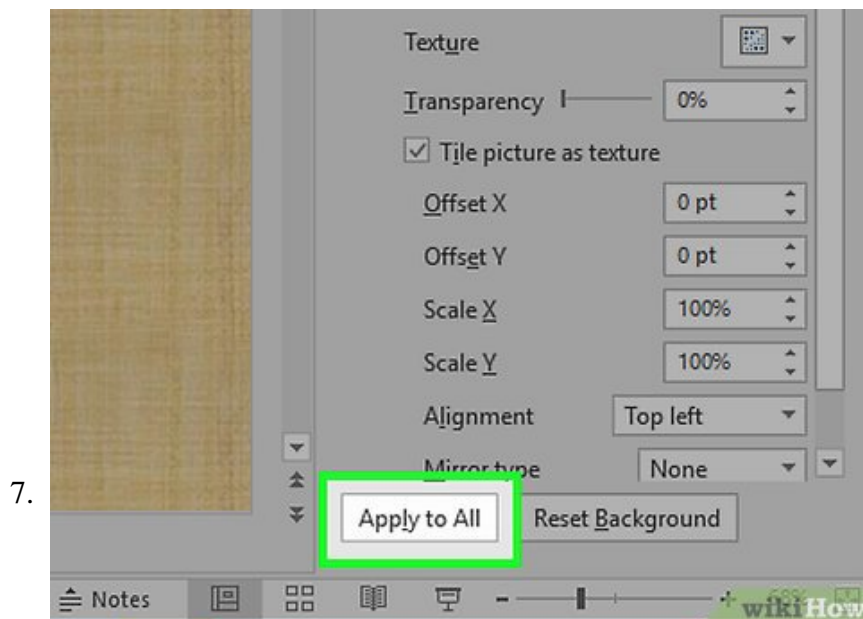 Texture
Transparency 0%
Tile picture as texture
Offset X 0 pt
Offset Y 0 pt
Scale X 100%
Scale Y 100%
Alignment Top left
Mirror type None
7.
Apply to All Reset Background
Notes
wikiHow